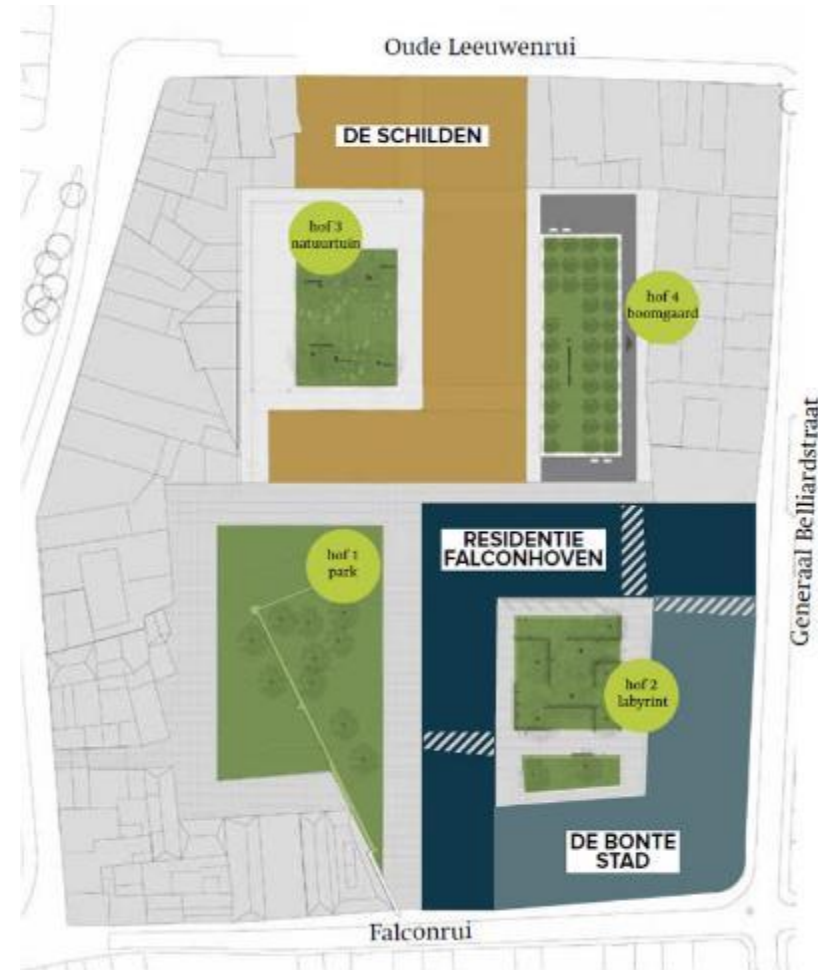 Oude Leeuwenrui
DE SCHILDEN
hof 3
natuurtuin
hof 4
boomgaard
Generaal Belliardstraat
RESIDENTIE
FALCONHOVEN
hof 1
park
hof 2
labyrint
DE BONTE
STAD
Falconrui